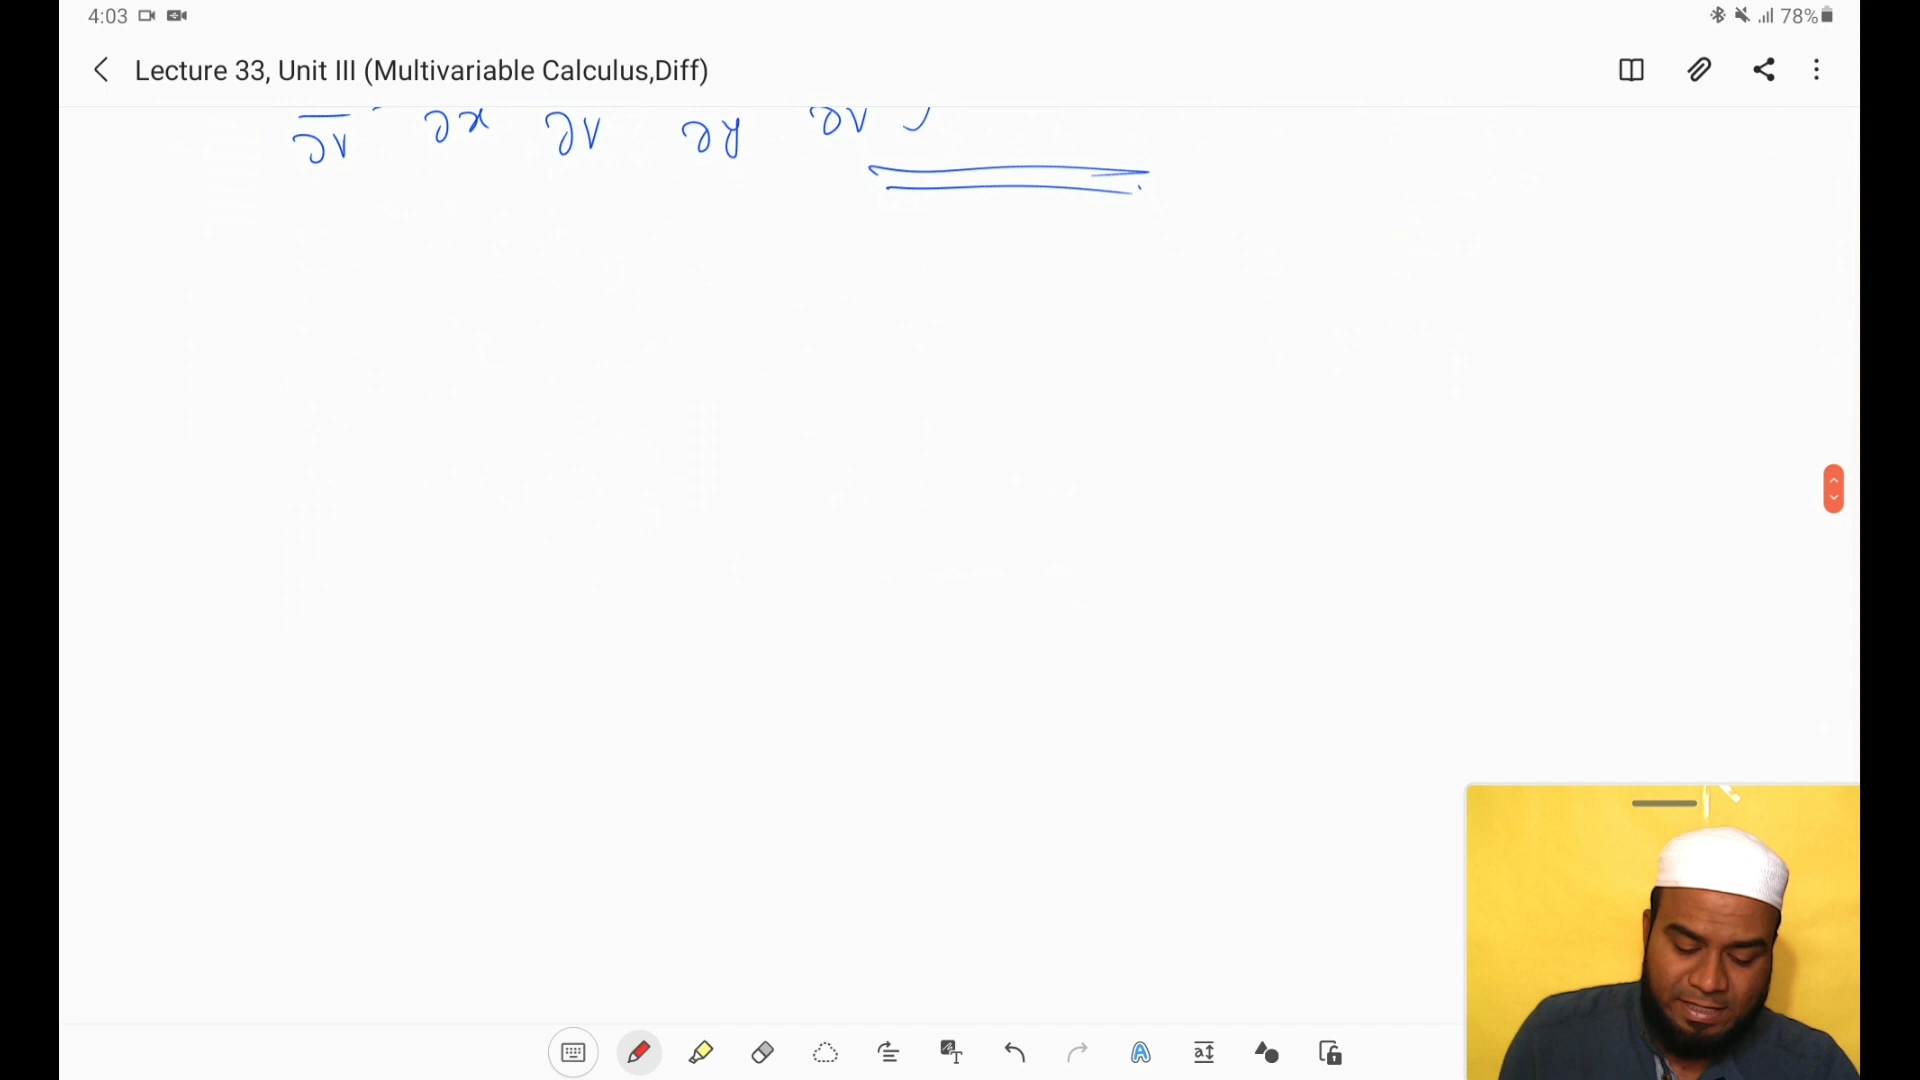 4:03 78%
Lecture 33, Unit III (Multivariable Calculus,Diff)
∂v ∂x ∂v ∂y ∂v